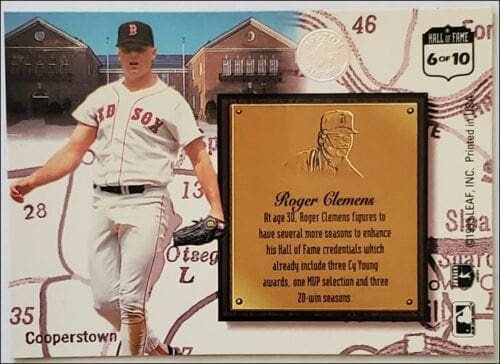 46
HALL OF FAME
6 OF 10
RED SOX
Roger Clemens
At age 30, Roger Clemens figures to
have several more seasons to enhance
his Hall of Fame credentials which
already include three Cy Young
awards, one MVP selection and three
20-win seasons.
28
15
Otseg
L
35
Cooperstown
INC. Printed in USA
LEAF,